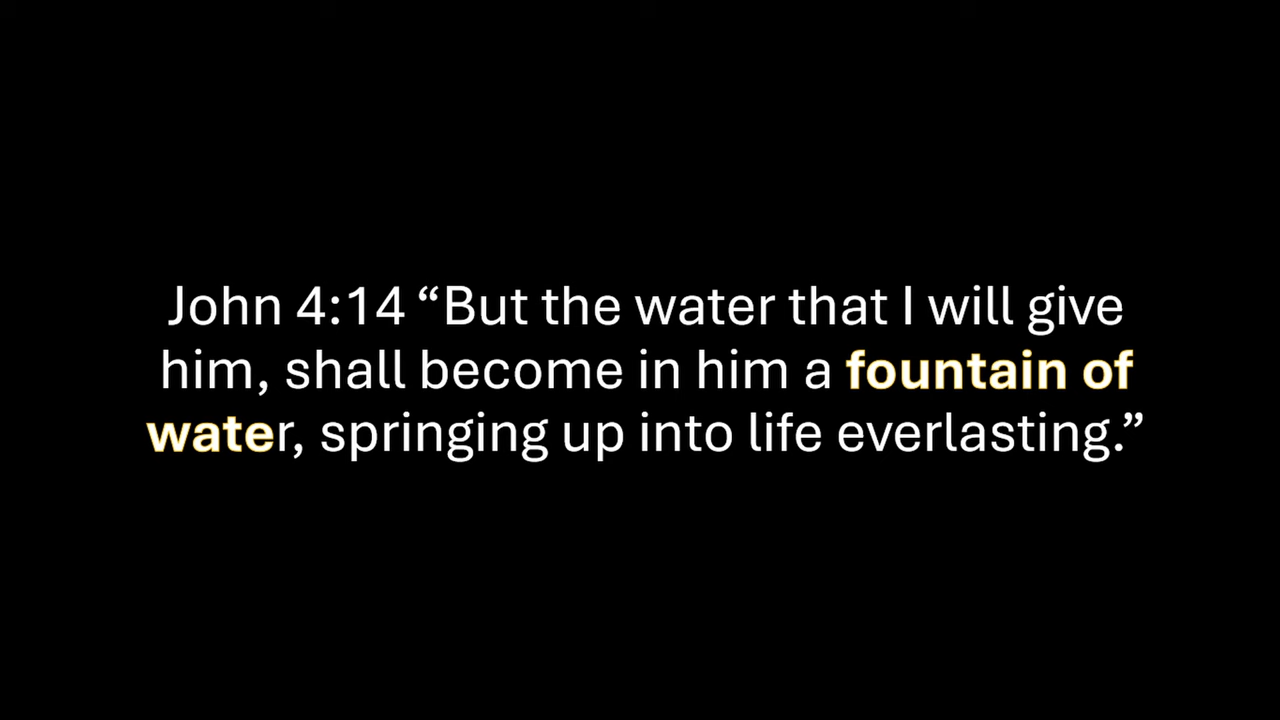 John 4:14 “But the water that I will give
him, shall become in him a fountain of
water, springing up into life everlasting.”